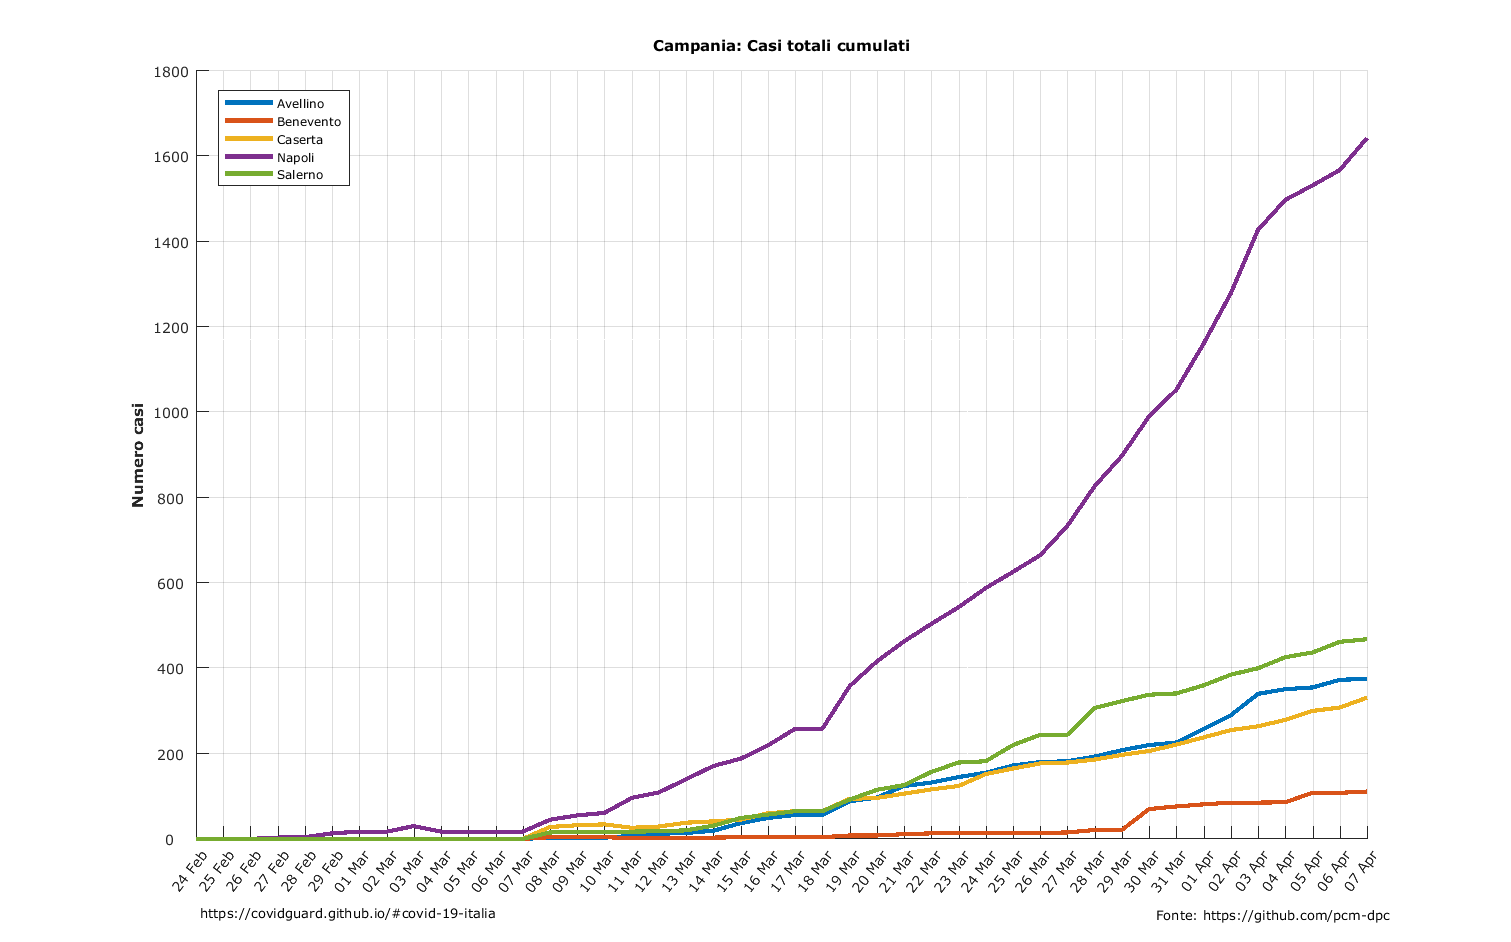 Campania: Casi totali cumulati
1800
1600
1400
1200
1000
800
600
400
200
0
Numero casi
Avellino
Benevento
Caserta
Napoli
Salerno
24 Feb
25 Feb
26 Feb
27 Feb
28 Feb
29 Feb
01 Mar
02 Mar
03 Mar
04 Mar
05 Mar
06 Mar
07 Mar
08 Mar
09 Mar
10 Mar
11 Mar
12 Mar
13 Mar
14 Mar
15 Mar
16 Mar
17 Mar
18 Mar
19 Mar
20 Mar
21 Mar
22 Mar
23 Mar
24 Mar
25 Mar
26 Mar
27 Mar
28 Mar
29 Mar
30 Mar
31 Mar
01 Apr
02 Apr
03 Apr
04 Apr
05 Apr
06 Apr
07 Apr
https://covidguard.github.io/#covid-19-italia
Fonte: https://github.com/pcm-dpc